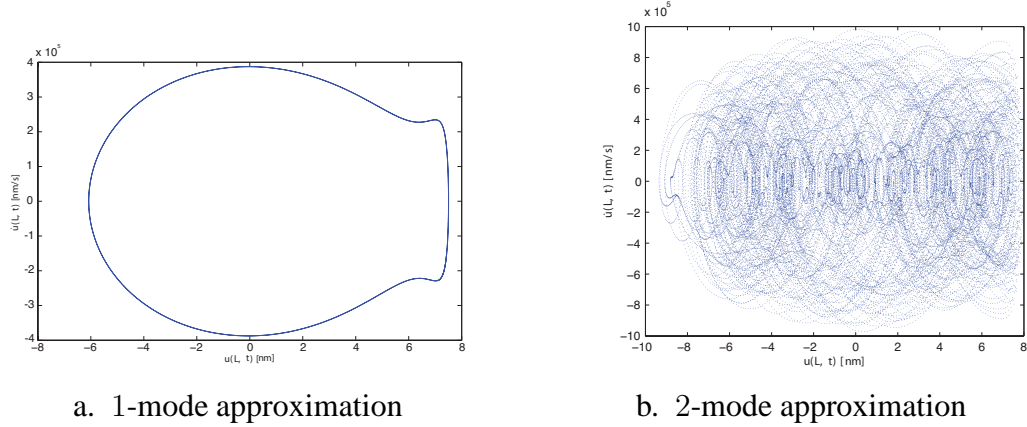 x 10^5
4
3
2
1
0
-1
-2
-3
-4
u̇(L, t) [nm/s]
-8 -6 -4 -2 0 2 4 6 8
u(L, t) [nm]
a. 1-mode approximation
x 10^5
10
8
6
4
2
0
−2
−4
−6
−8
−10
u̇(L, t) [nm/s]
−10 −8 −6 −4 −2 0 2 4 6 8
u(L, t) [nm]
b. 2-mode approximation